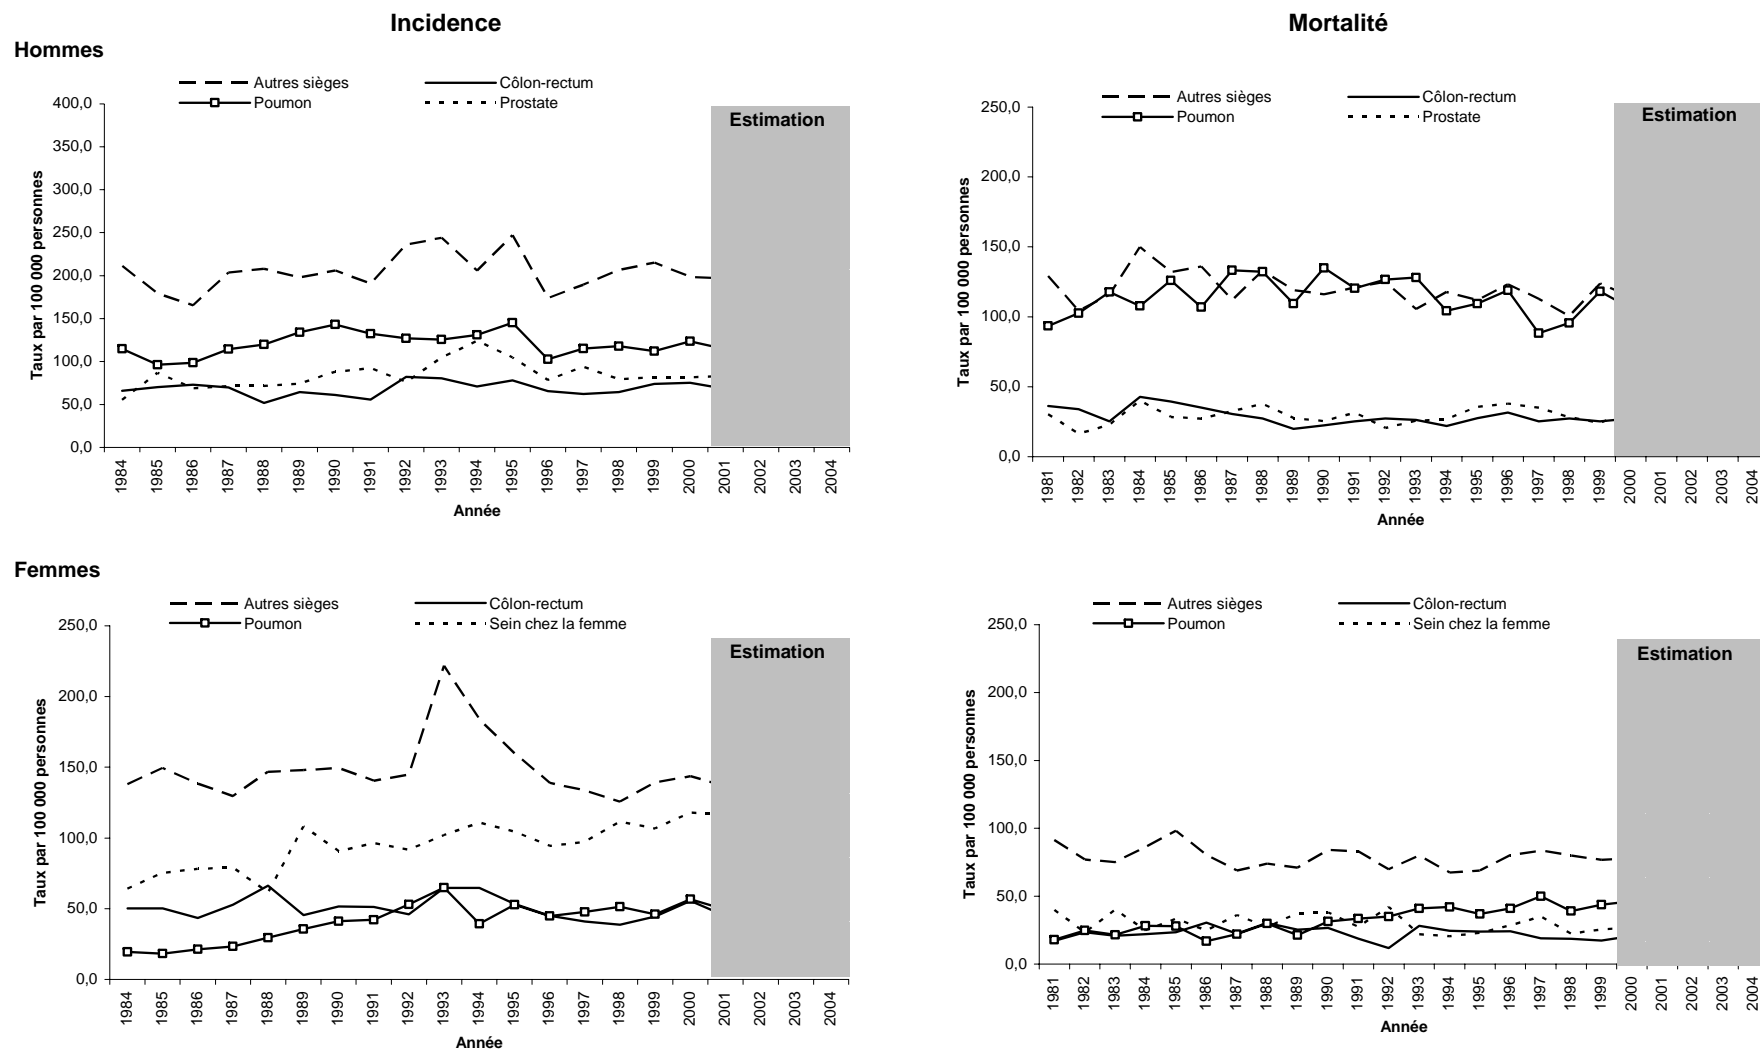 Incidence
Mortalité
Hommes
Autres sièges
Côlon-rectum
Poumon
Prostate
400,0
350,0
300,0
250,0
200,0
150,0
100,0
50,0
0,0
Taux par 100 000 personnes
Estimation
1984 1985 1986 1987 1988 1989 1990 1991 1992 1993 1994 1995 1996 1997 1998 1999 2000 2001 2002 2003 2004
Année
Autres sièges
Côlon-rectum
Poumon
Prostate
250,0
200,0
150,0
100,0
50,0
0,0
Taux par 100 000 personnes
Estimation
1981 1982 1983 1984 1985 1986 1987 1988 1989 1990 1991 1992 1993 1994 1995 1996 1997 1998 1999 2000 2001 2002 2003 2004
Année
Femmes
Autres sièges
Côlon-rectum
Poumon
Sein chez la femme
250,0
200,0
150,0
100,0
50,0
0,0
Taux par 100 000 personnes
Estimation
1984 1985 1986 1987 1988 1989 1990 1991 1992 1993 1994 1995 1996 1997 1998 1999 2000 2001 2002 2003 2004
Année
Autres sièges
Côlon-rectum
Poumon
Sein chez la femme
250,0
200,0
150,0
100,0
50,0
0,0
Taux par 100 000 personnes
Estimation
1981 1982 1983 1984 1985 1986 1987 1988 1989 1990 1991 1992 1993 1994 1995 1996 1997 1998 1999 2000 2001 2002 2003 2004
Année